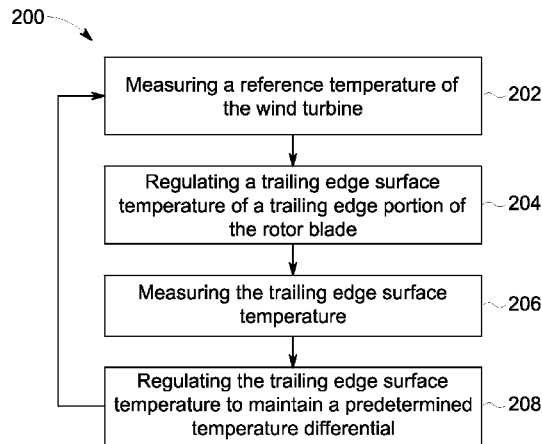 200
Measuring a reference temperature of
the wind turbine
202
Regulating a trailing edge surface
temperature of a trailing edge portion of
the rotor blade
204
Measuring the trailing edge surface
temperature
206
Regulating the trailing edge surface
temperature to maintain a predetermined
temperature differential
208